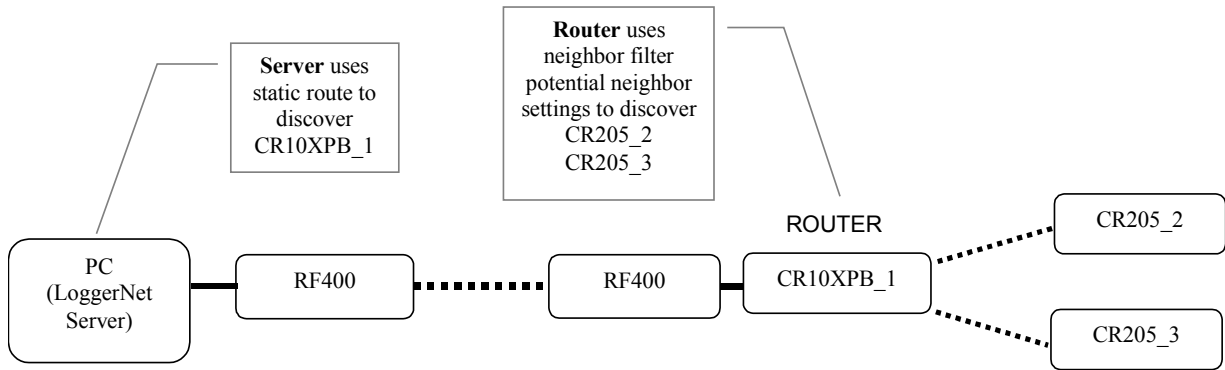 Server uses
static route to
discover
CR10XPB_1
Router uses
neighbor filter
potential neighbor
settings to discover
CR205_2
CR205_3
PC
(LoggerNet
Server)
RF400
RF400
ROUTER
CR10XPB_1
CR205_2
CR205_3